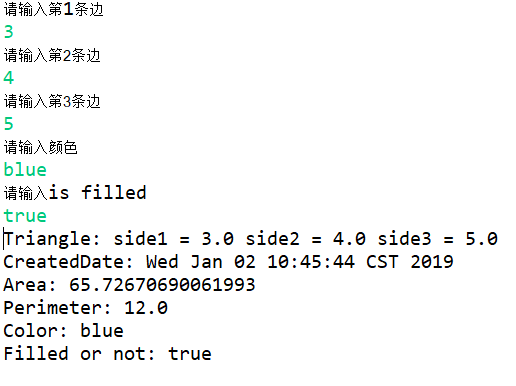 请输入第1条边
3
请输入第2条边
4
请输入第3条边
5
请输入颜色
blue
请输入is filled
true
Triangle: side1 = 3.0 side2 = 4.0 side3 = 5.0
CreatedDate: Wed Jan 02 10:45:44 CST 2019
Area: 65.72670690061993
Perimeter: 12.0
Color: blue
Filled or not: true